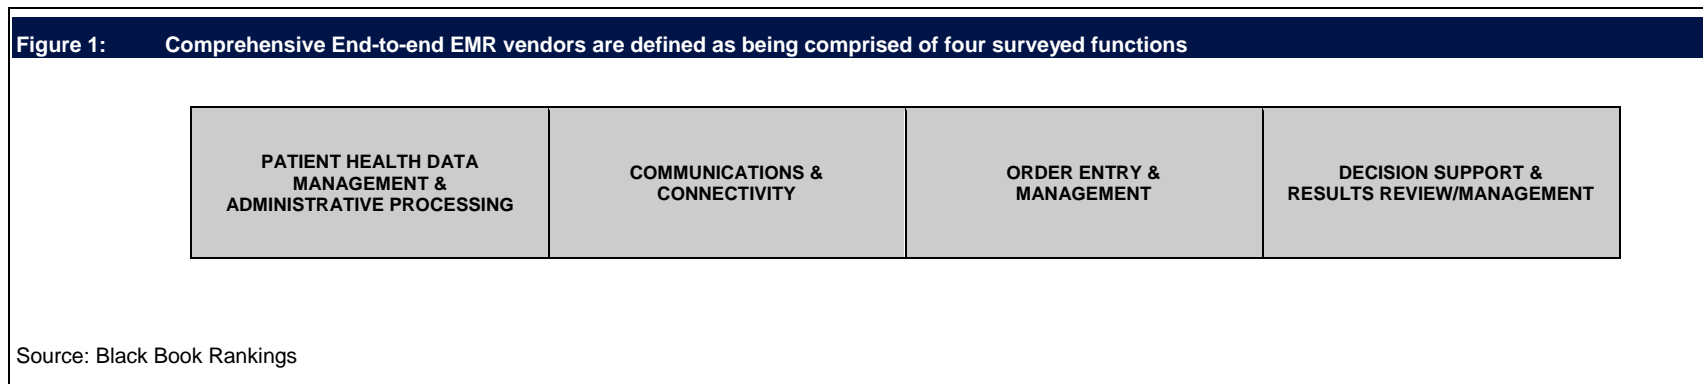 Figure 1: Comprehensive End-to-end EMR vendors are defined as being comprised of four surveyed functions
PATIENT HEALTH DATA
MANAGEMENT &
ADMINISTRATIVE PROCESSING
COMMUNICATIONS &
CONNECTIVITY
ORDER ENTRY &
MANAGEMENT
DECISION SUPPORT &
RESULTS REVIEW/MANAGEMENT
Source: Black Book Rankings